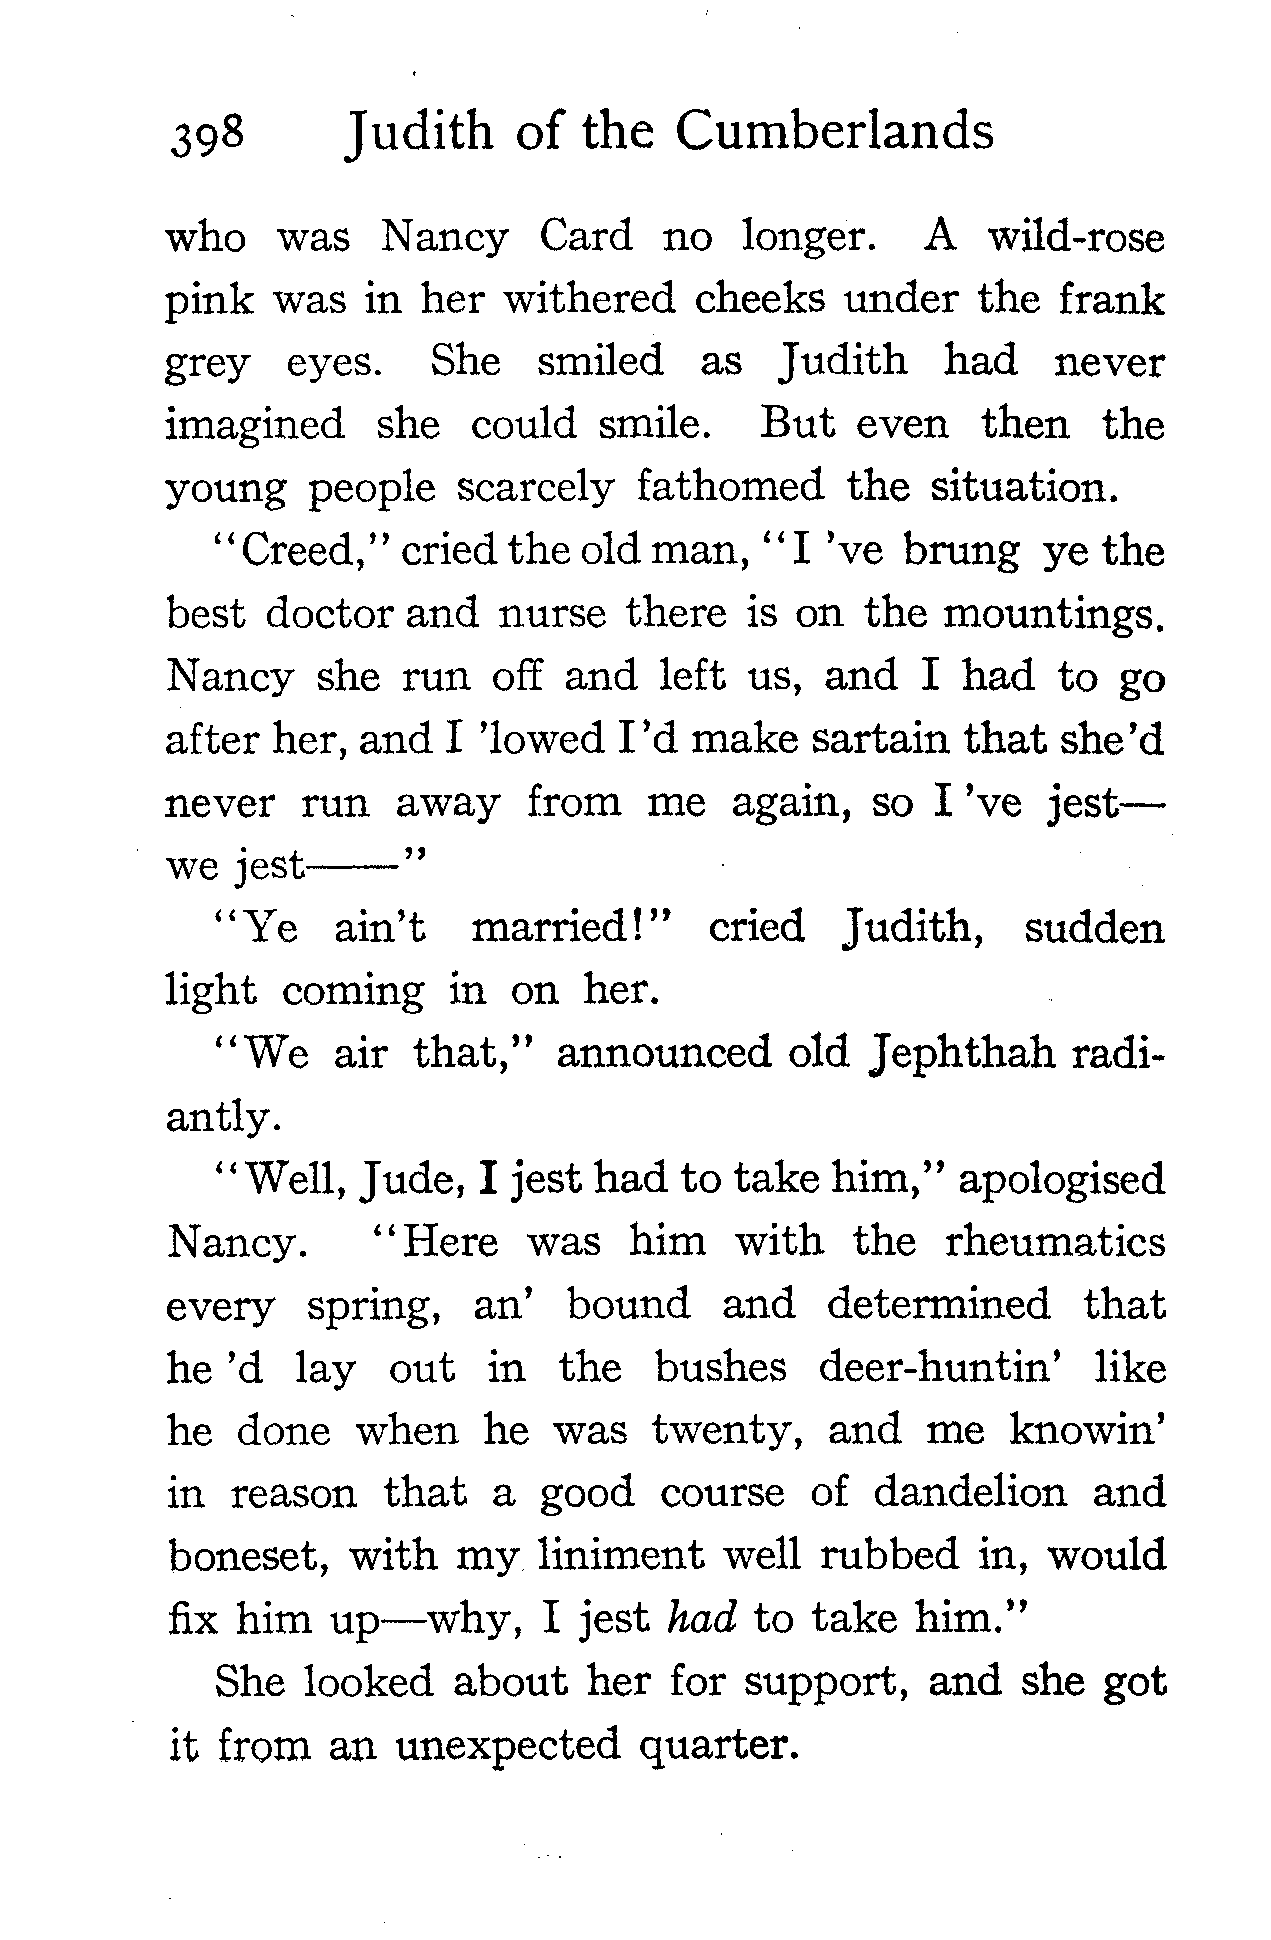 398 Judith of the Cumberlands
who was Nancy Card no longer. A wild-rose
pink was in her withered cheeks under the frank
grey eyes. She smiled as Judith had never
imagined she could smile. But even then the
young people scarcely fathomed the situation.
"Creed," cried the old man, "I 've brung ye the
best doctor and nurse there is on the mountings.
Nancy she run off and left us, and I had to go
after her, and I 'lowed I'd make sartain that she'd
never run away from me again, so I 've jest—
we jest——"
"Ye ain't married!" cried Judith, sudden
light coming in on her.
"We air that," announced old Jephthah radi-
antly.
"Well, Jude, I jest had to take him," apologised
Nancy. "Here was him with the rheumatics
every spring, an' bound and determined that
he 'd lay out in the bushes deer-huntin' like
he done when he was twenty, and me knowin'
in reason that a good course of dandelion and
boneset, with my liniment well rubbed in, would
fix him up—why, I jest had to take him."
She looked about her for support, and she got
it from an unexpected quarter.